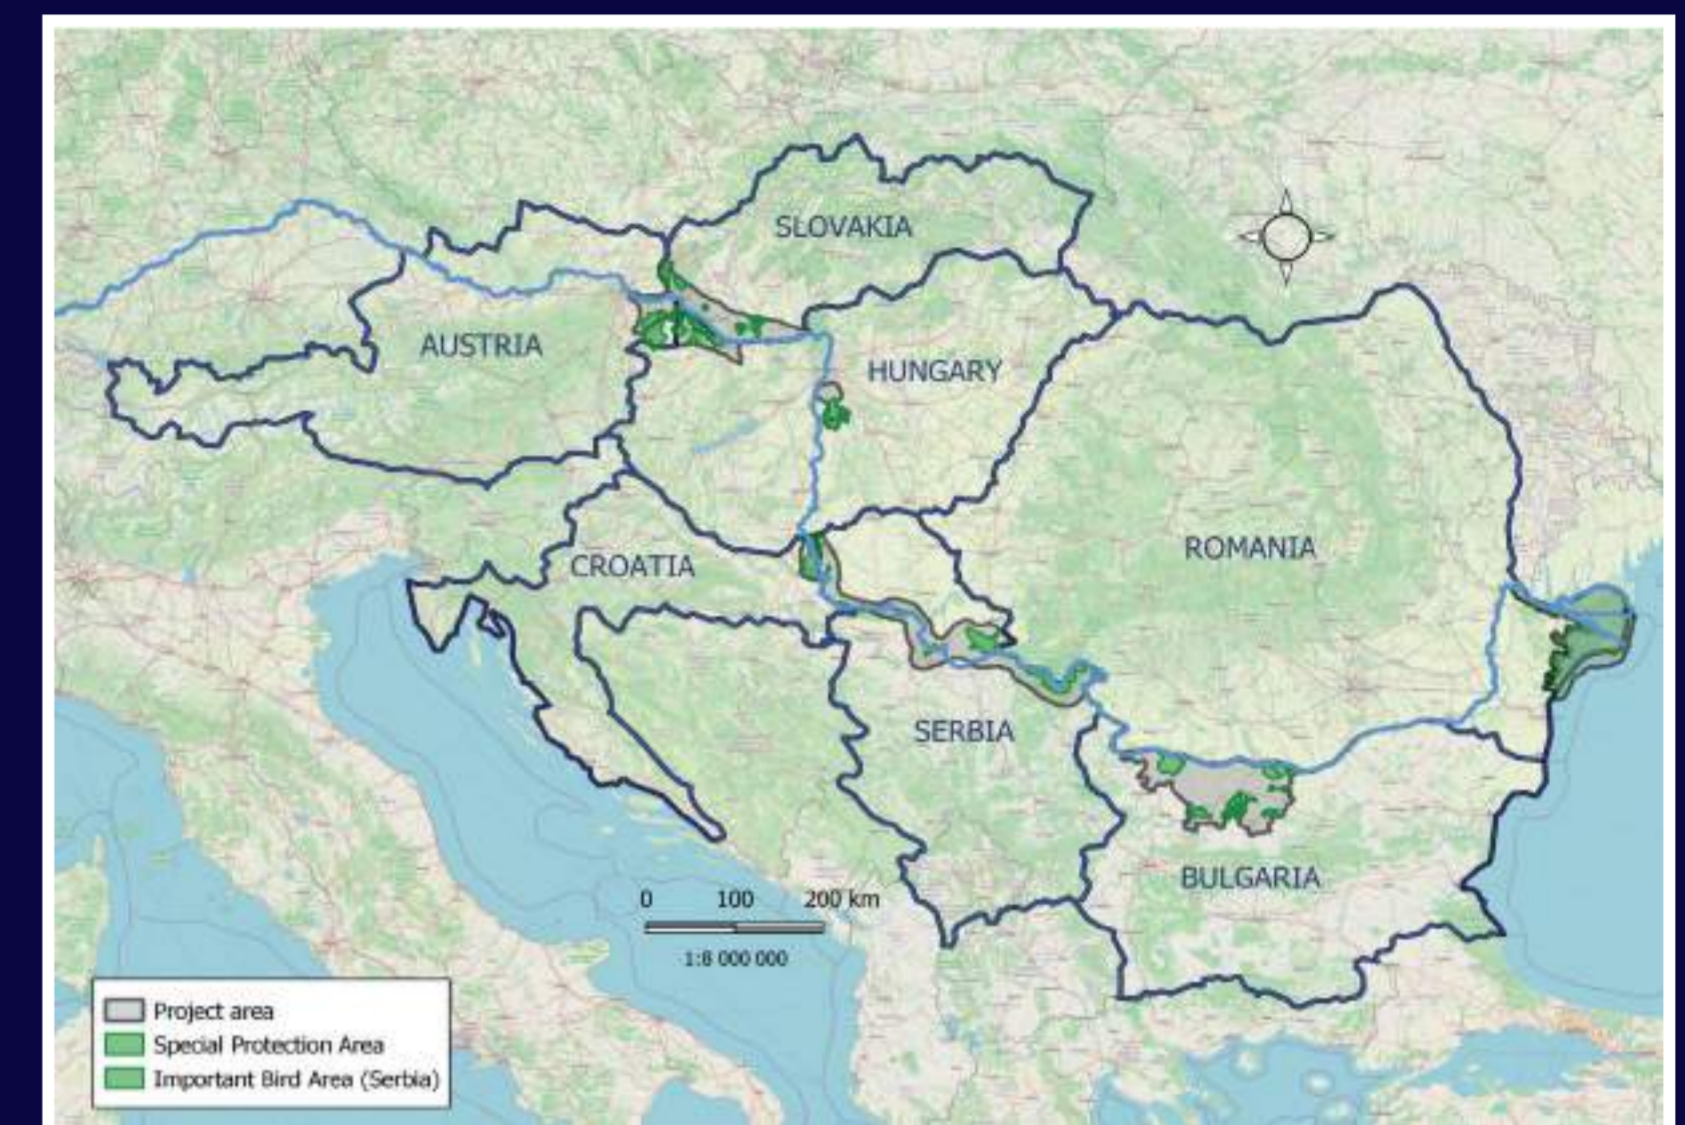 SLOVAKIA
AUSTRIA
HUNGARY
CROATIA
ROMANIA
SERBIA
BULGARIA
0 100 200 km
1:8 000 000
Project area
Special Protection Area
Important Bird Area (Serbia)